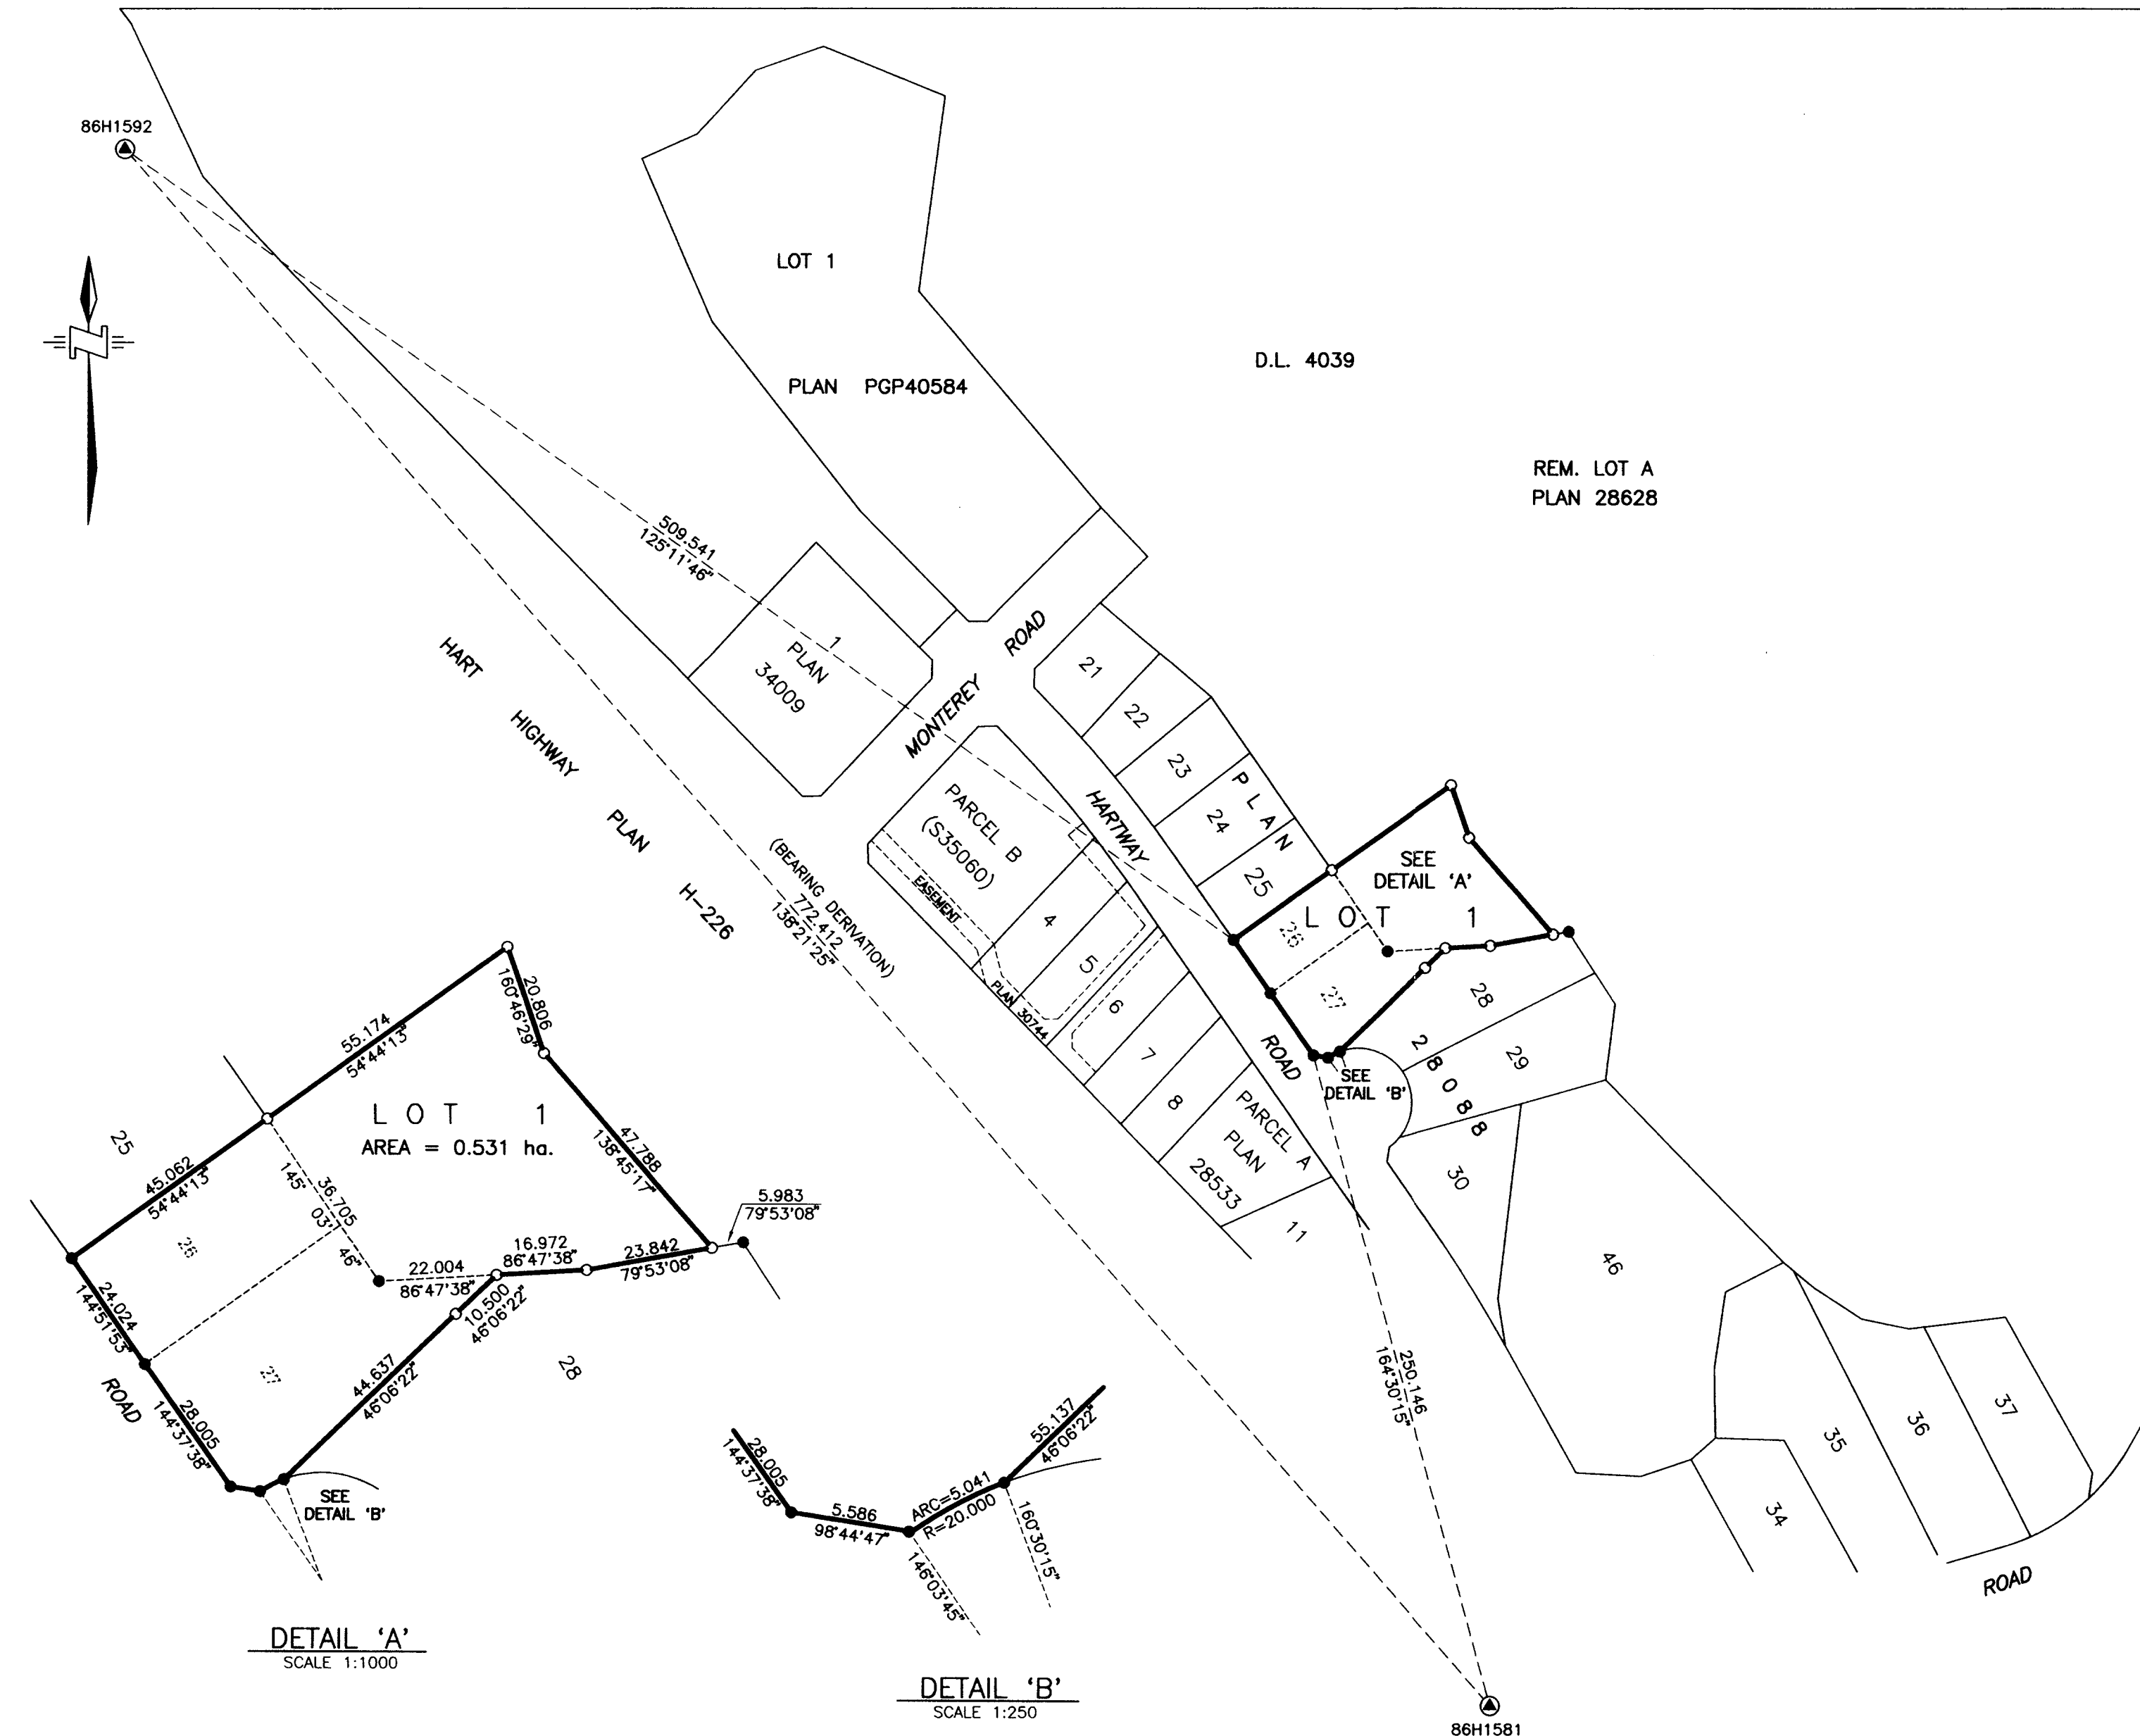 86H1592
LOT 1
PLAN PGP40584
D.L. 4039
REM. LOT A
PLAN 28628
509.541
125°11'46"
1
PLAN
34009
HART
HIGHWAY
PLAN
H-226
MONTEREY
ROAD
(BEARING DERIVATION)
772.412
138°21'25"
PARCEL B
(S35060)
EASEMENT
PLAN 30744
4
5
6
7
8
PARCEL A
PLAN
28533
11
HARTWAY
ROAD
21
22
23
24
25
PLAN
28088
26
27
SEE
DETAIL 'A'
LOT 1
SEE
DETAIL 'B'
28
29
30
46
34
35
36
37
ROAD
250.146
164°30'15"
86H1581
55.174
54°44'13"
20.806
160°46'29"
LOT 1
AREA = 0.531 ha.
47.788
138°45'17"
5.983
79°53'08"
25
45.062
54°44'13"
36.705
145°
03'
46"
26
22.004
86°47'38"
16.972
86°47'38"
23.842
79°53'08"
10.500
46°06'22"
24.024
144°51'53"
27
44.637
46°06'22"
28
ROAD
28.005
144°37'38"
SEE
DETAIL 'B'
DETAIL 'A'
SCALE 1:1000
28.005
144°37'38"
5.586
98°44'47"
ARC=5.041
R=20.000
55.137
46°06'22"
160°30'15"
146°03'45"
DETAIL 'B'
SCALE 1:250